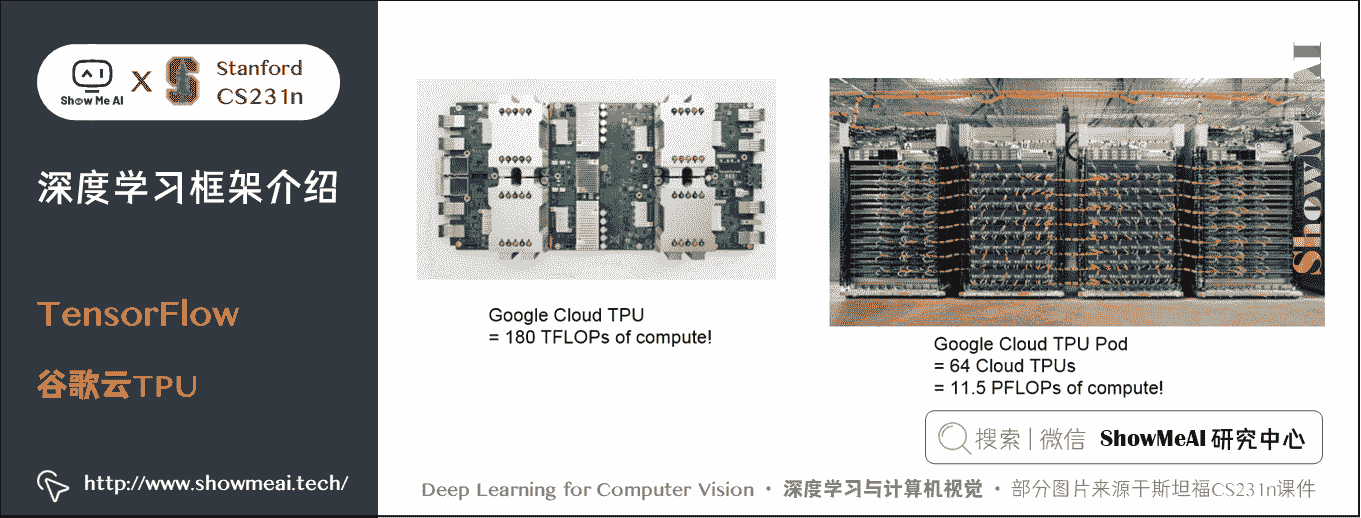 Show Me AI
X
Stanford
CS231n
深度学习框架介绍
TensorFlow
谷歌云TPU
http://www.showmeai.tech/
Google Cloud TPU
= 180 TFLOPs of compute!
Google Cloud TPU Pod
= 64 Cloud TPUs
= 11.5 PFLOPs of compute!
ShowMeAI
搜索 | 微信 ShowMeAI 研究中心
Deep Learning for Computer Vision · 深度学习与计算机视觉 · 部分图片来源于斯坦福CS231n课件